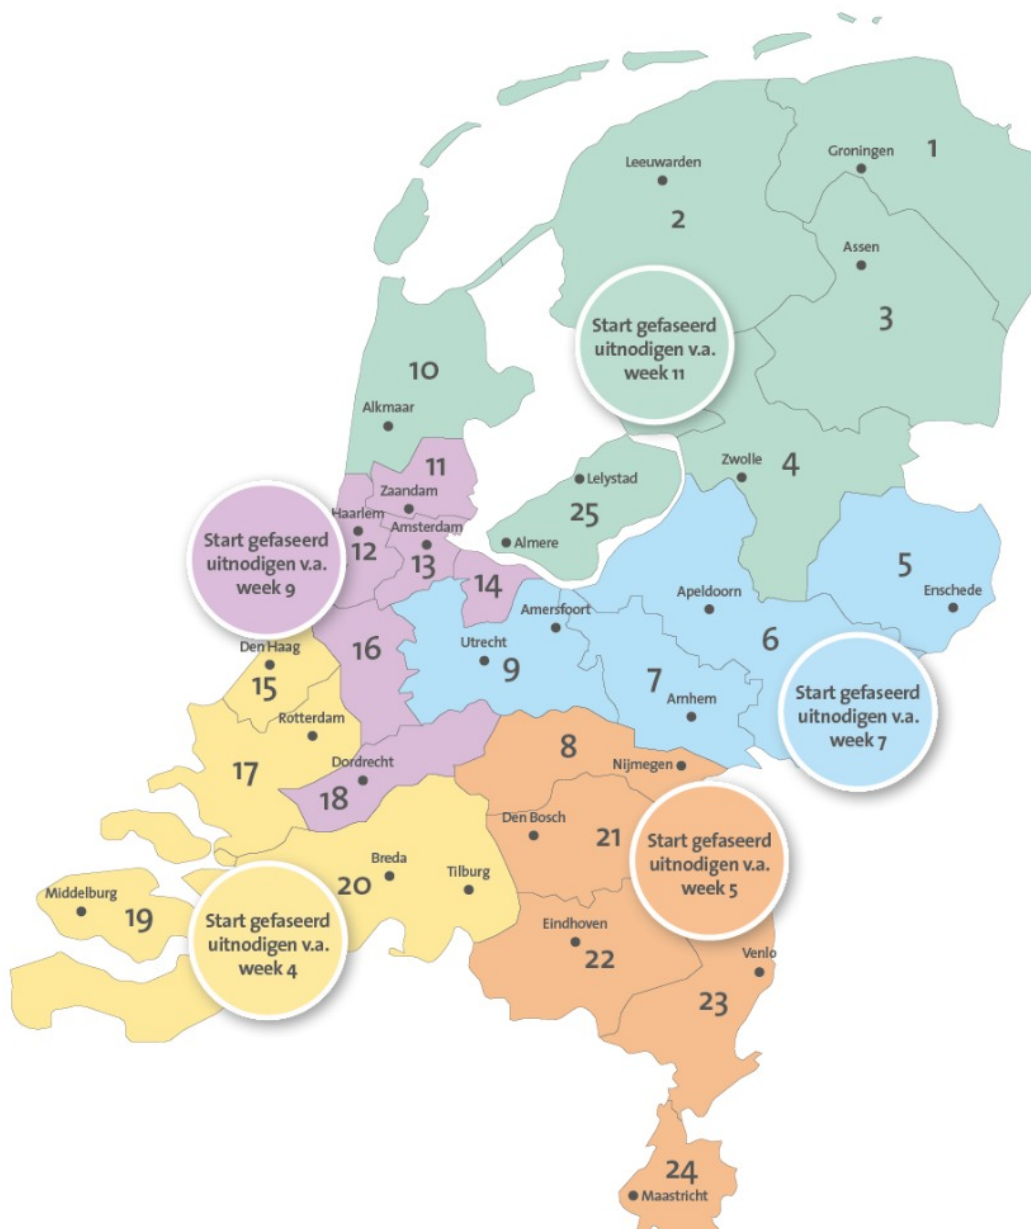 Groningen
1
Leeuwarden
2
Assen
3
Start gefaseerd
uitnodigen v.a.
week 11
10
Alkmaar
11
Zwolle
4
Zaandam
Lelystad
25
Haarlem
Amsterdam
Almere
12
13
14
Start gefaseerd
uitnodigen v.a.
week 9
5
Enschede
Apeldoorn
Amersfoort
6
Den Haag
16
Utrecht
9
7
15
Arnhem
Start gefaseerd
uitnodigen v.a.
week 7
Rotterdam
8
17
Dordrecht
Nijmegen
18
Den Bosch
21
Start gefaseerd
uitnodigen v.a.
week 5
Breda
20
Tilburg
Middelburg
19
Start gefaseerd
uitnodigen v.a.
week 4
Eindhoven
22
Venlo
23
24
Maastricht